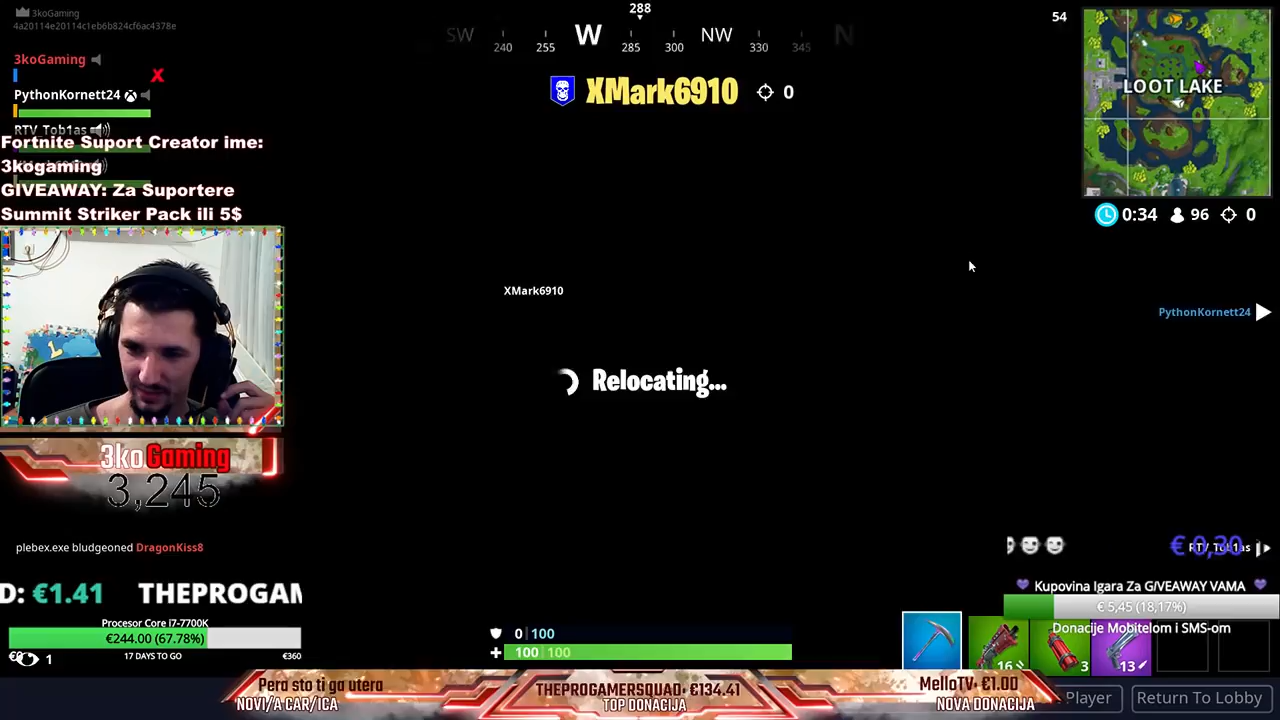 3koGaming
4a20114e20114c1eb6b824cf6ac4378e
3koGaming
X
PythonKornett24
RTV_Tob1as
Fortnite Suport Creator ime:
3kogaming
GIVEAWAY: Za Suportere
Summit Striker Pack ili 5$
3koGaming
3,245
plebex.exe bludgeoned DragonKiss8
D: €1.41 THEPROGAM
Procesor Core i7-7700K
€244.00 (67.78%)
17 DAYS TO GO
€360
1
288
SW 240 255 W 285 300 NW 330 345 N
XMark6910 0
XMark6910
Relocating...
54
LOOT LAKE
0:34 96 0
PythonKornett24
€ 0,30
RTV_Tob1as
Kupovina Igara Za GIVEAWAY VAMA
€ 5,45 (18,17%)
Donacije Mobitelom i SMS-om
0 100
100 100
16 3 13
Pera sto ti ga utera
NOVI/A CAR/ICA
THEPROGAMERSQUAD: €134.41
TOP DONACIJA
MelloTV: €1.00
NOVA DONACIJA
Player
Return To Lobby